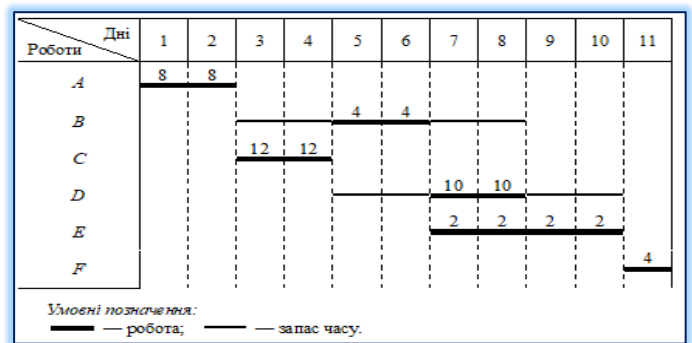 Дні
Роботи
1 2 3 4 5 6 7 8 9 10 11
A 8 8
B 4 4
C 12 12
D 10 10
E 2 2 2 2
F 4
Умовні позначення:
— робота; — запас часу.